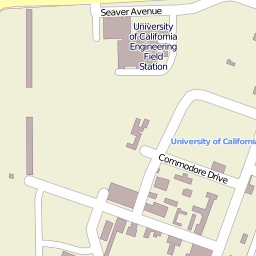 Seaver Avenue
University
of California
Engineering
Field
Station
University of California
Commodore Drive